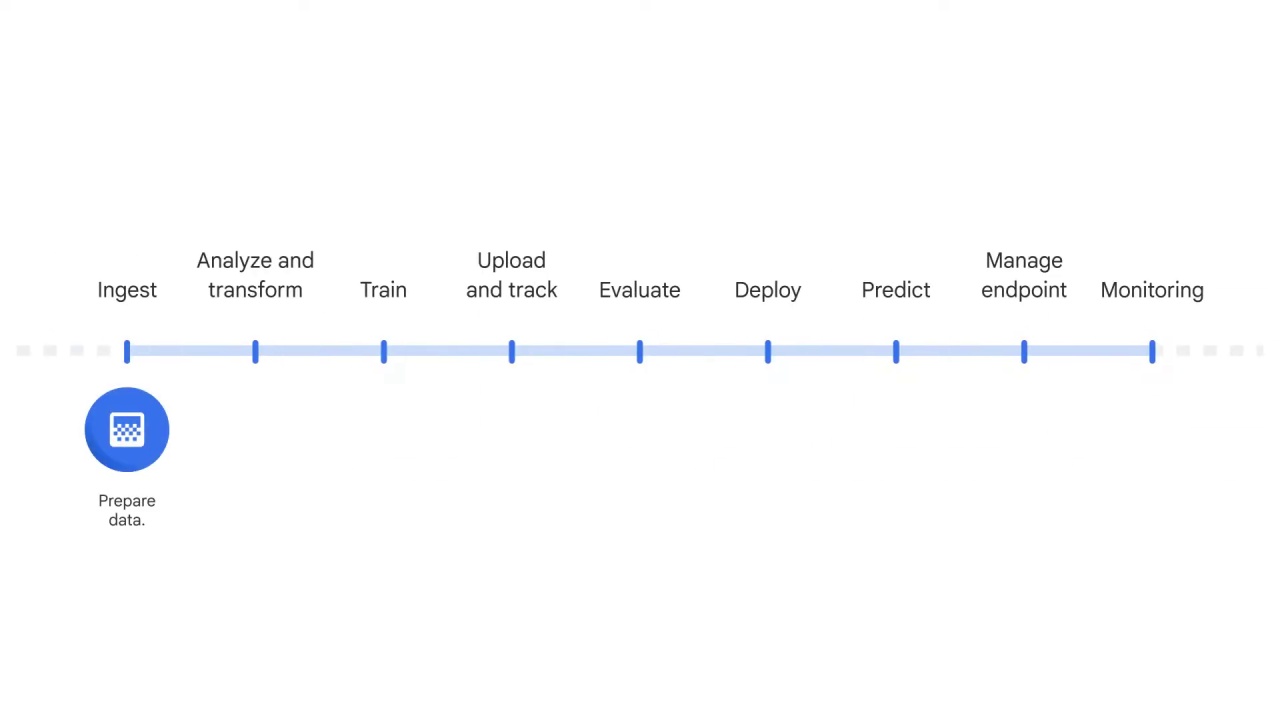 Ingest
Analyze and
transform
Train
Upload
and track
Evaluate
Deploy
Predict
Manage
endpoint
Monitoring
Prepare
data.